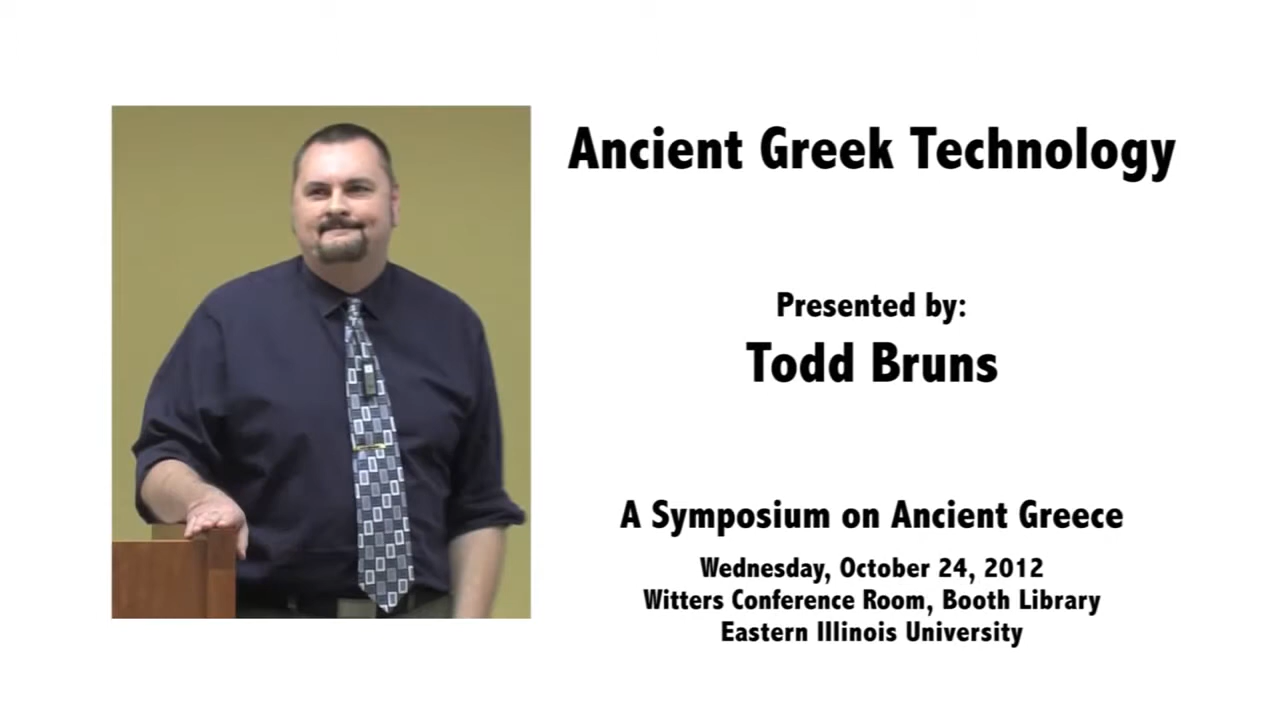 Ancient Greek Technology
Presented by:
Todd Bruns
A Symposium on Ancient Greece
Wednesday, October 24, 2012
Witters Conference Room, Booth Library
Eastern Illinois University